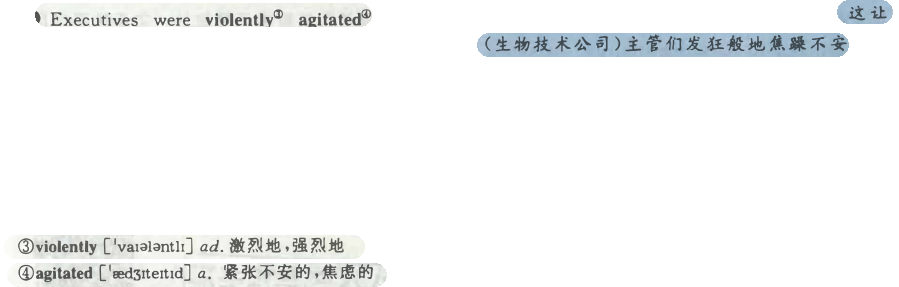 Executives were violently③ agitated④
这让
(生物技术公司)主管们发狂般地焦躁不安
③violently [ˈvaɪələntlɪ] ad. 激烈地,强烈地
④agitated [ˈædʒɪteɪtɪd] a. 紧张不安的,焦虑的